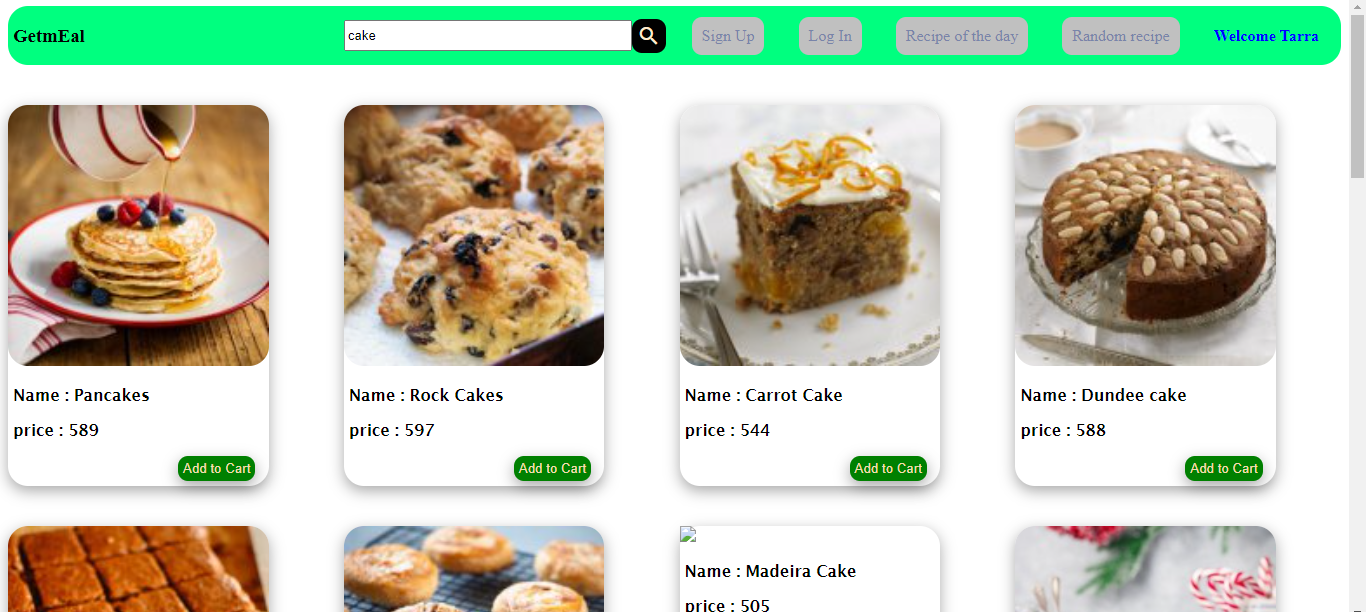 GetmEal
cake
Sign Up
Log In
Recipe of the day
Random recipe
Welcome Tarra
Name : Pancakes
price : 589
Add to Cart
Name : Rock Cakes
price : 597
Add to Cart
Name : Carrot Cake
price : 544
Add to Cart
Name : Dundee cake
price : 588
Add to Cart
Name : Madeira Cake
price : 505